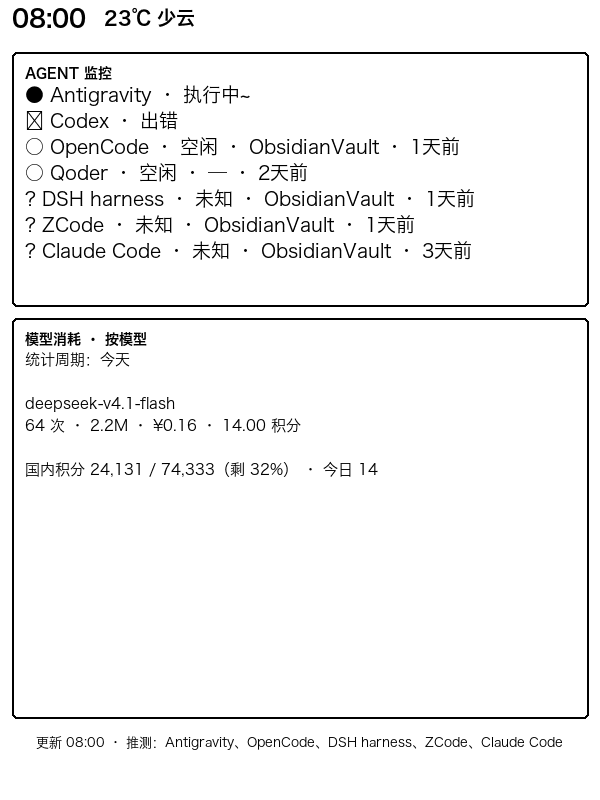 08:00 23℃ 少云
AGENT 监控
● Antigravity · 执行中~
☒ Codex · 出错
○ OpenCode · 空闲 · ObsidianVault · 1天前
○ Qoder · 空闲 · — · 2天前
? DSH harness · 未知 · ObsidianVault · 1天前
? ZCode · 未知 · ObsidianVault · 1天前
? Claude Code · 未知 · ObsidianVault · 3天前
模型消耗 · 按模型
统计周期：今天
deepseek-v4.1-flash
64 次 · 2.2M · ¥0.16 · 14.00 积分
国内积分 24,131 / 74,333（剩 32%） · 今日 14
更新 08:00 · 推测：Antigravity、OpenCode、DSH harness、ZCode、Claude Code